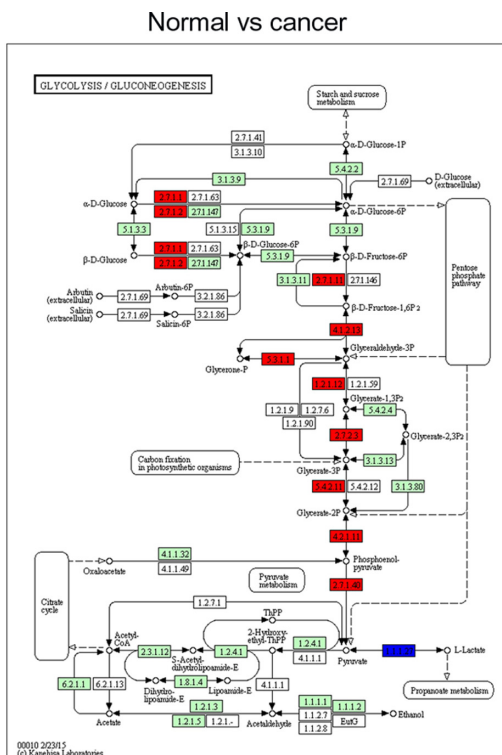 Normal vs cancer
GLYCOLYSIS / GLUCONEOGENESIS
Starch and sucrose
metabolism
2.7.1.41
3.1.3.10
α-D-Glucose-1P
5.4.2.2
3.1.3.9
2.7.1.69
D-Glucose
(extracellular)
α-D-Glucose
2.7.1.1
2.7.1.63
2.7.1.2
2.7.1.147
α-D-Glucose-6P
5.1.3.3
5.1.3.15
5.3.1.9
5.3.1.9
β-D-Glucose-6P
2.7.1.1
2.7.1.63
2.7.1.2
2.7.1.147
5.3.1.9
β-D-Glucose
β-D-Fructose-6P
Pentose
phosphate
pathway
Arbutin
(extracellular)
2.7.1.69
Arbutin-6P
3.2.1.86
3.1.3.11
2.7.1.11
2.7.1.146
Salicin
(extracellular)
2.7.1.69
Salicin-6P
3.2.1.86
β-D-Fructose-1,6P2
4.1.2.13
Glyceraldehyde-3P
5.3.1.1
Glycerone-P
1.2.1.12
1.2.1.59
1.2.1.9
1.2.7.6
1.2.1.90
Glycerate-1,3P2
5.4.2.4
2.7.2.3
Glycerate-2,3P2
Carbon fixation
in photosynthetic organisms
3.1.3.13
Glycerate-3P
5.4.2.11
5.4.2.12
3.1.3.80
Glycerate-2P
4.2.1.11
4.1.1.32
4.1.1.49
Oxaloacetate
Phosphoenol-
pyruvate
Pyruvate
metabolism
2.7.1.40
Citrate
cycle
1.2.7.1
ThPP
Acetyl-
CoA
2.3.1.12
S-Acetyl-
dihydrolipoamide-E
1.2.4.1
2-Hydroxy-
ethyl-ThPP
1.2.4.1
4.1.1.1
Pyruvate
L-Lactate
6.2.1.1
6.2.1.13
Dihydro-
lipoamide-E
1.8.1.4
Lipoamide-E
4.1.1.1
Propanoate metabolism
Acetate
1.2.1.3
1.2.1.5
1.2.1.-
Acetaldehyde
1.1.1.1
1.1.1.2
1.1.2.7
EutG
1.1.2.8
Ethanol
00010 2/23/15
(c) Kanehisa Laboratories